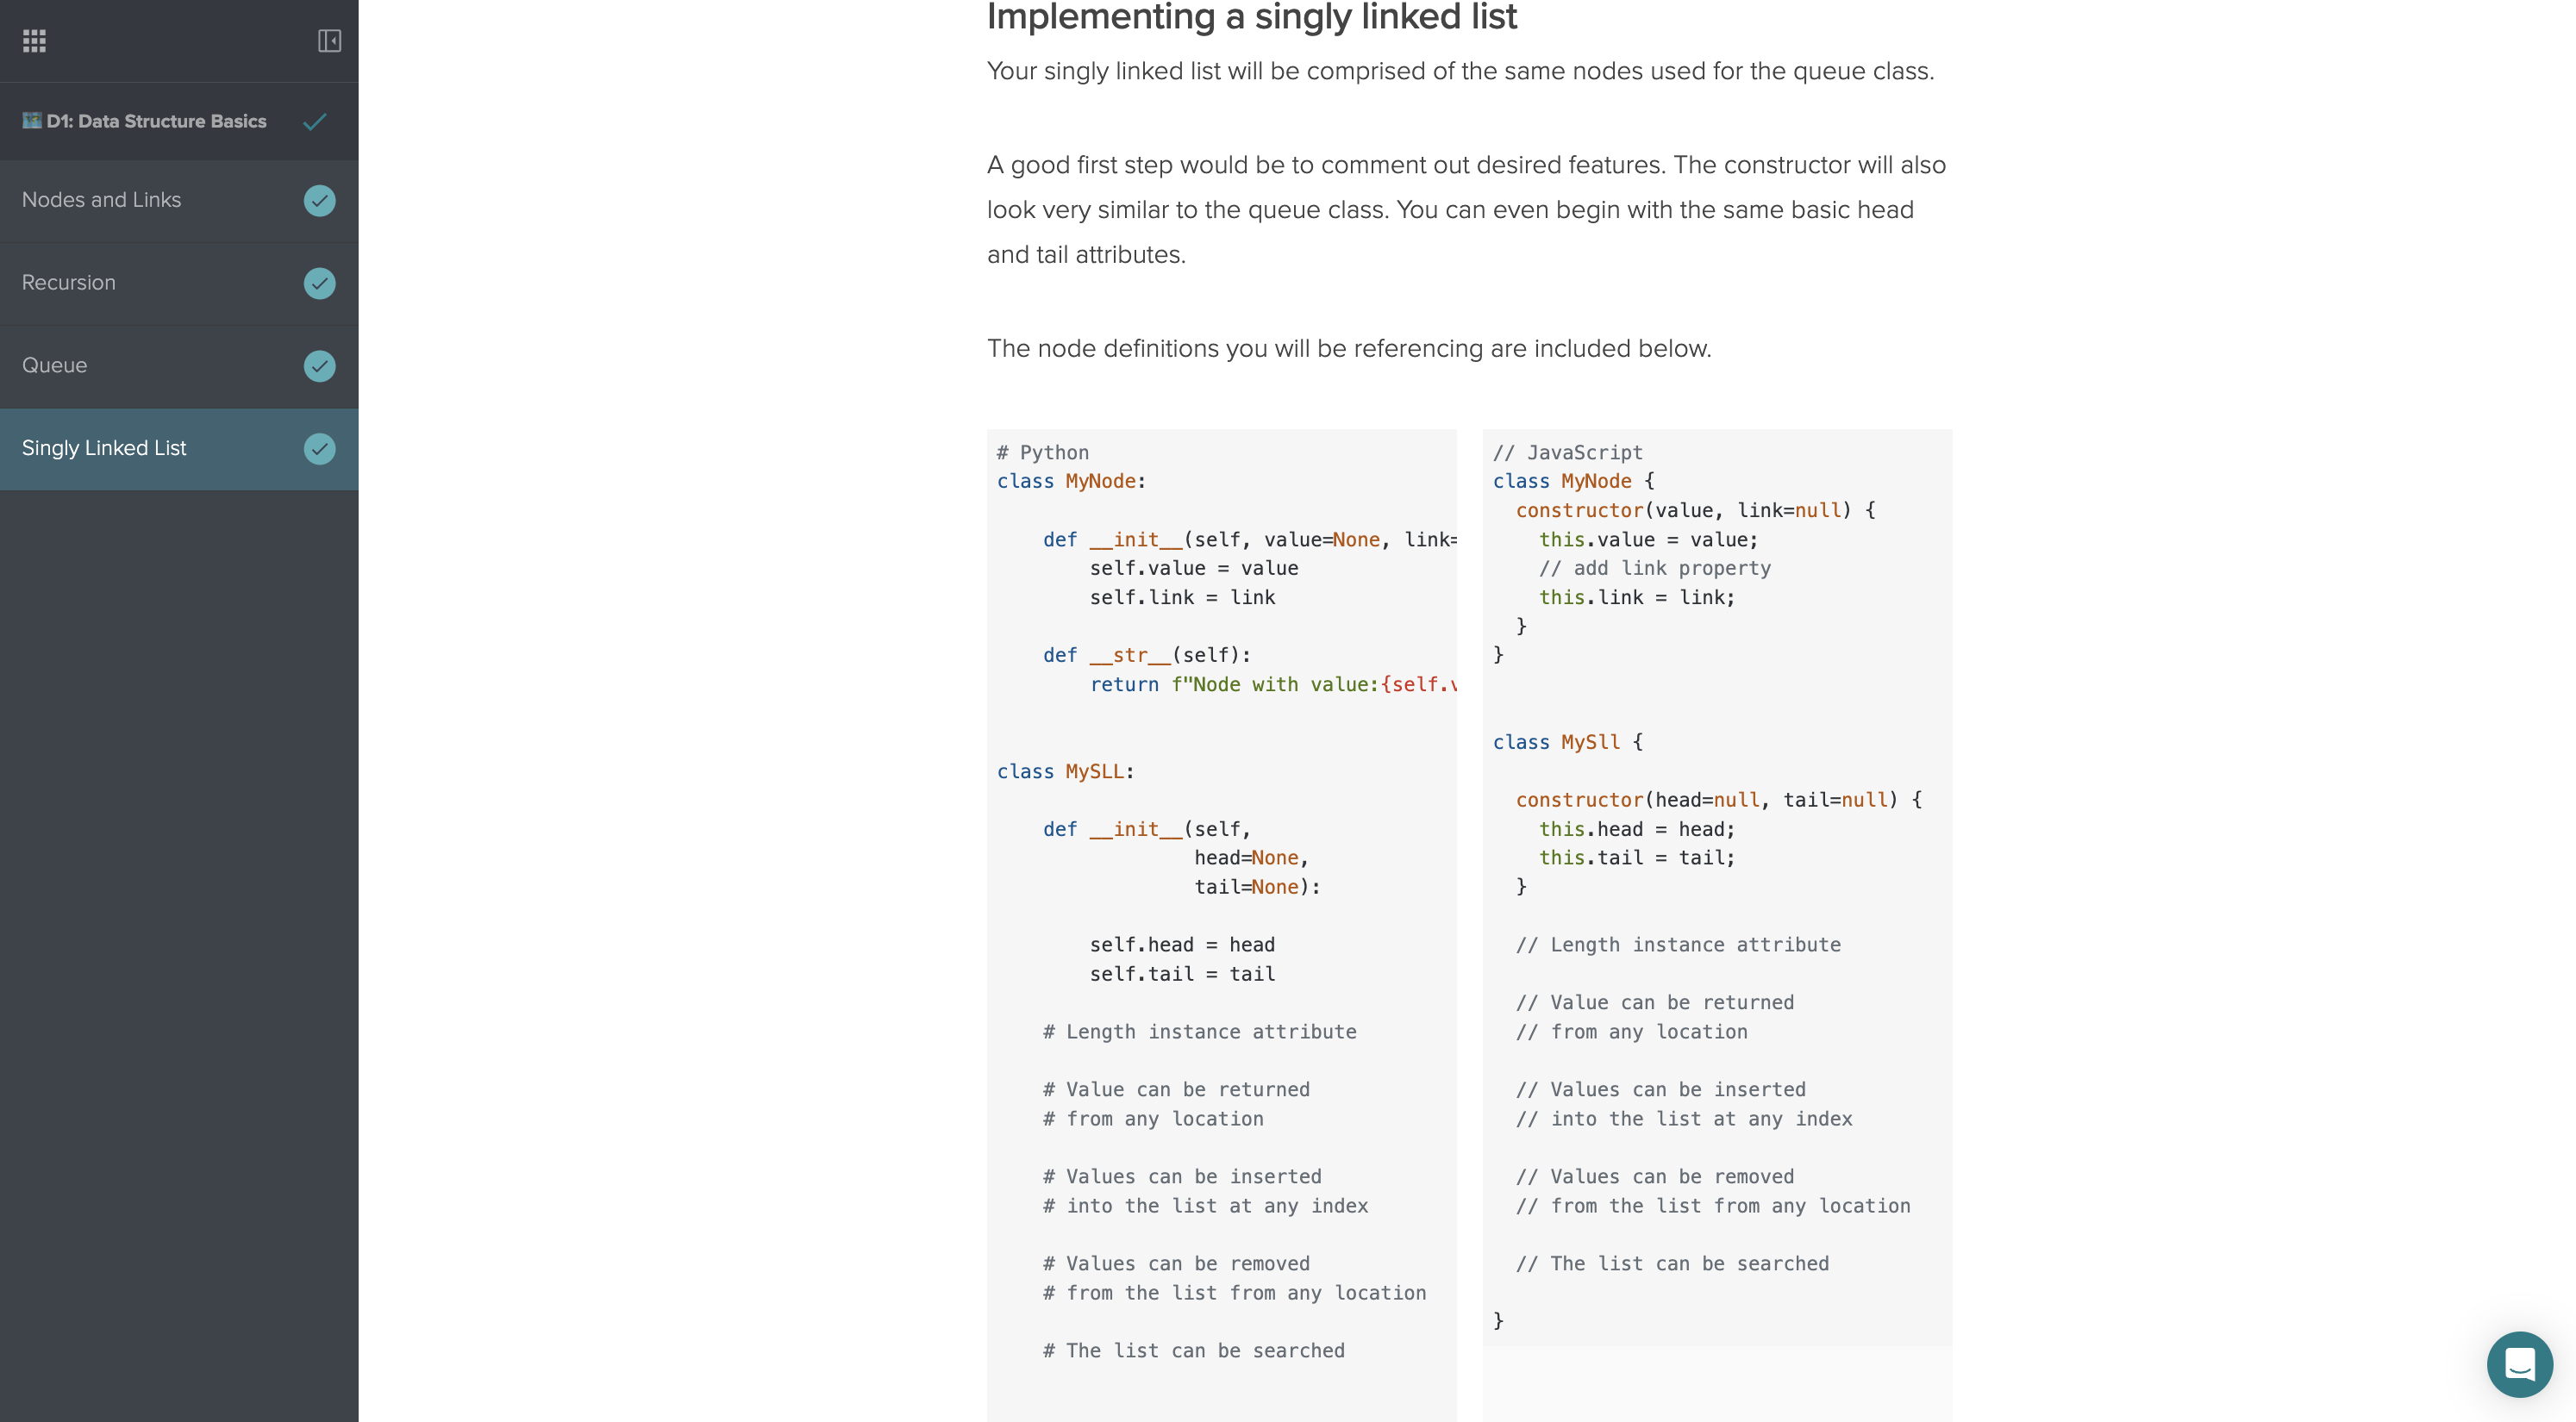 D1: Data Structure Basics
Nodes and Links
Recursion
Queue
Singly Linked List
Implementing a singly linked list
Your singly linked list will be comprised of the same nodes used for the queue class.
A good first step would be to comment out desired features. The constructor will also
look very similar to the queue class. You can even begin with the same basic head
and tail attributes.
The node definitions you will be referencing are included below.
# Python
class MyNode:
    def __init__(self, value=None, link=
        self.value = value
        self.link = link
    def __str__(self):
        return f"Node with value:{self.v
class MySLL:
    def __init__(self,
                 head=None,
                 tail=None):
        self.head = head
        self.tail = tail
    # Length instance attribute
    # Value can be returned
    # from any location
    # Values can be inserted
    # into the list at any index
    # Values can be removed
    # from the list from any location
    # The list can be searched
// JavaScript
class MyNode {
  constructor(value, link=null) {
    this.value = value;
    // add link property
    this.link = link;
  }
}
class MySll {
  constructor(head=null, tail=null) {
    this.head = head;
    this.tail = tail;
  }
  // Length instance attribute
  // Value can be returned
  // from any location
  // Values can be inserted
  // into the list at any index
  // Values can be removed
  // from the list from any location
  // The list can be searched
}